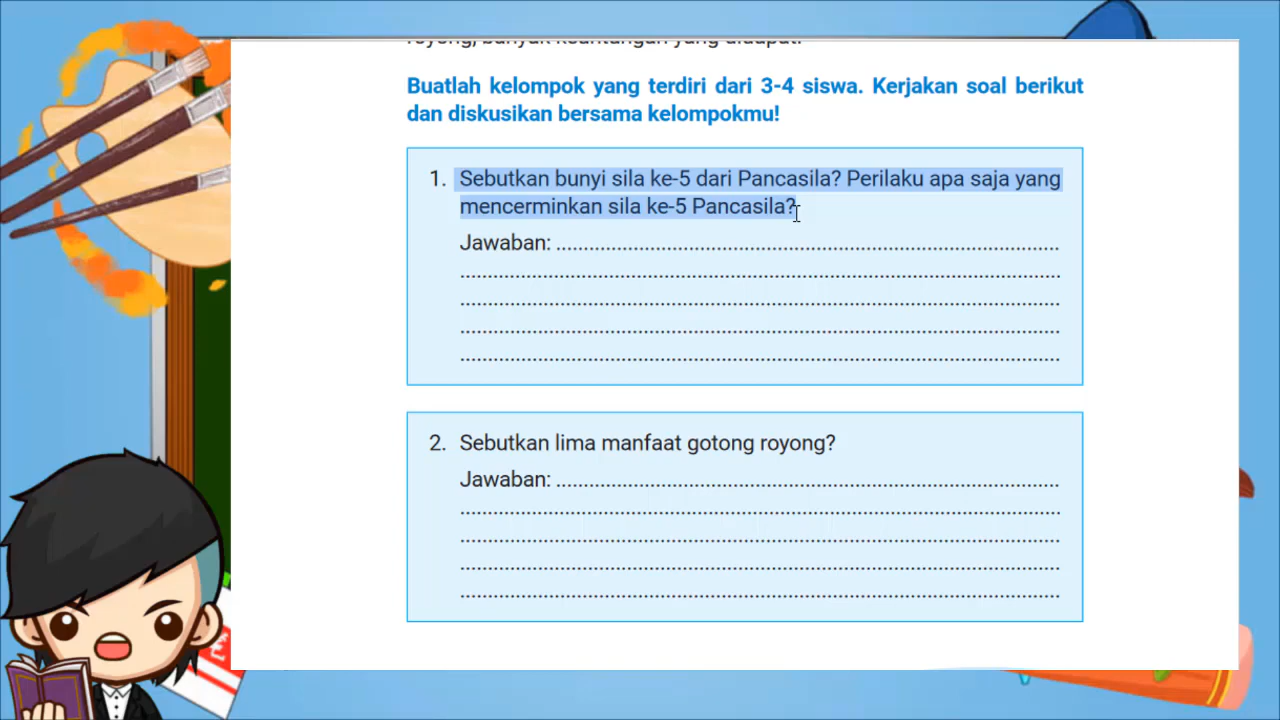 Buatlah kelompok yang terdiri dari 3-4 siswa. Kerjakan soal berikut
dan diskusikan bersama kelompokmu!
1. Sebutkan bunyi sila ke-5 dari Pancasila? Perilaku apa saja yang
mencerminkan sila ke-5 Pancasila?
Jawaban: ................................................................................
................................................................................
................................................................................
................................................................................
................................................................................
2. Sebutkan lima manfaat gotong royong?
Jawaban: ................................................................................
................................................................................
................................................................................
................................................................................
................................................................................